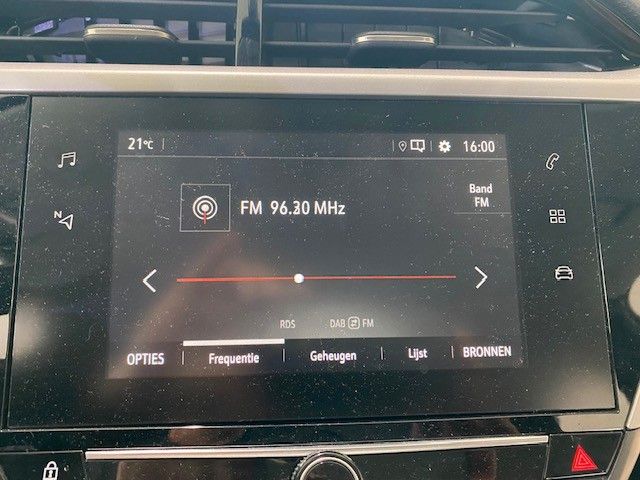 21°C 16:00
N
FM 96.30 MHz
Band
FM
RDS DAB FM
OPTIES Frequentie Geheugen Lijst BRONNEN